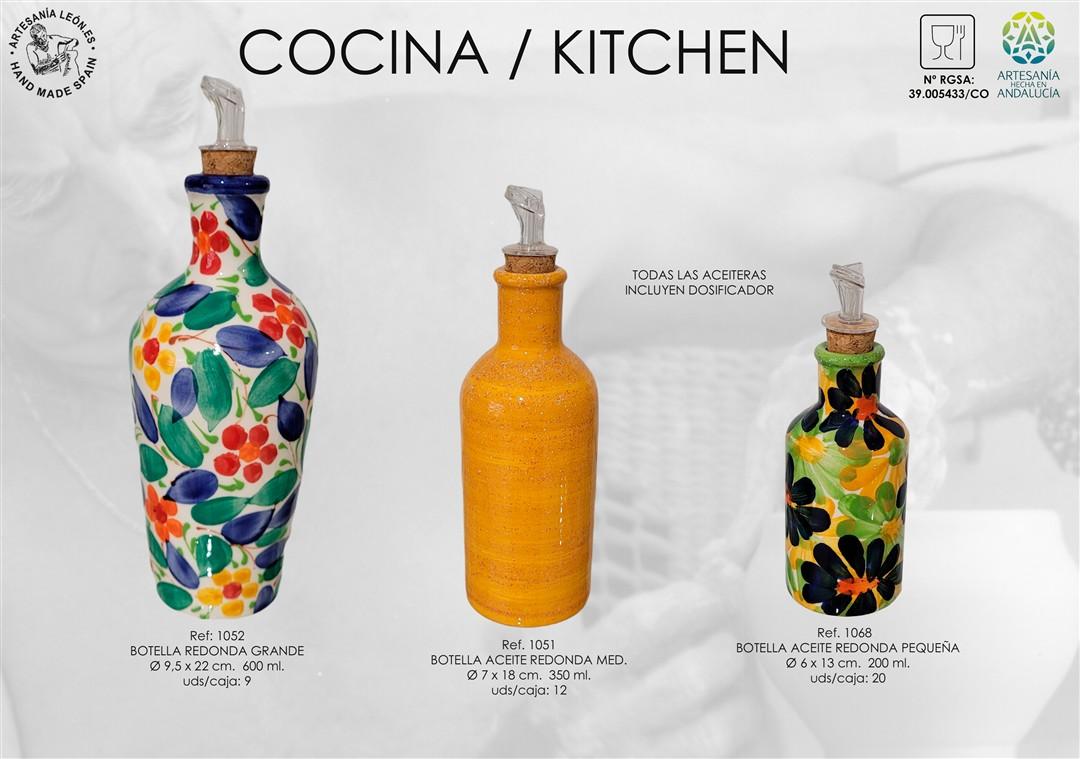 ARTESANÍA LEÓN.ES
HAND MADE SPAIN
COCINA / KITCHEN
Nº RGSA:
39.005433/CO
ARTESANÍA
HECHA EN
ANDALUCÍA
TODAS LAS ACEITERAS
INCLUYEN DOSIFICADOR
Ref: 1052
BOTELLA REDONDA GRANDE
Ø 9,5 x 22 cm. 600 ml.
uds/caja: 9
Ref. 1051
BOTELLA ACEITE REDONDA MED.
Ø 7 x 18 cm. 350 ml.
uds/caja: 12
Ref. 1068
BOTELLA ACEITE REDONDA PEQUEÑA
Ø 6 x 13 cm. 200 ml.
uds/caja: 20